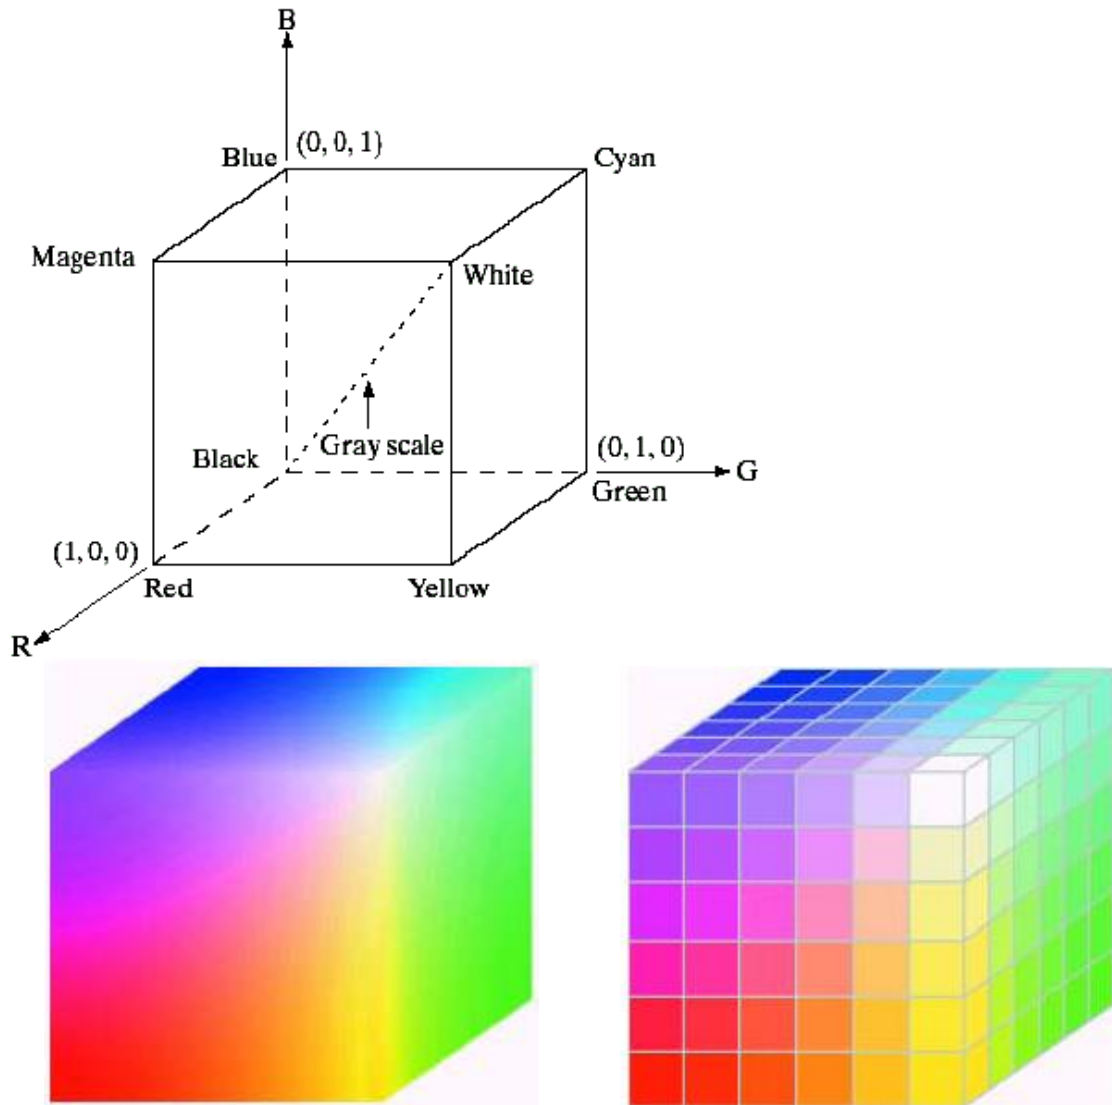 B
(0, 0, 1)
Blue
Cyan
Magenta
White
Gray scale
Black
(0, 1, 0)
G
Green
(1, 0, 0)
Red
Yellow
R